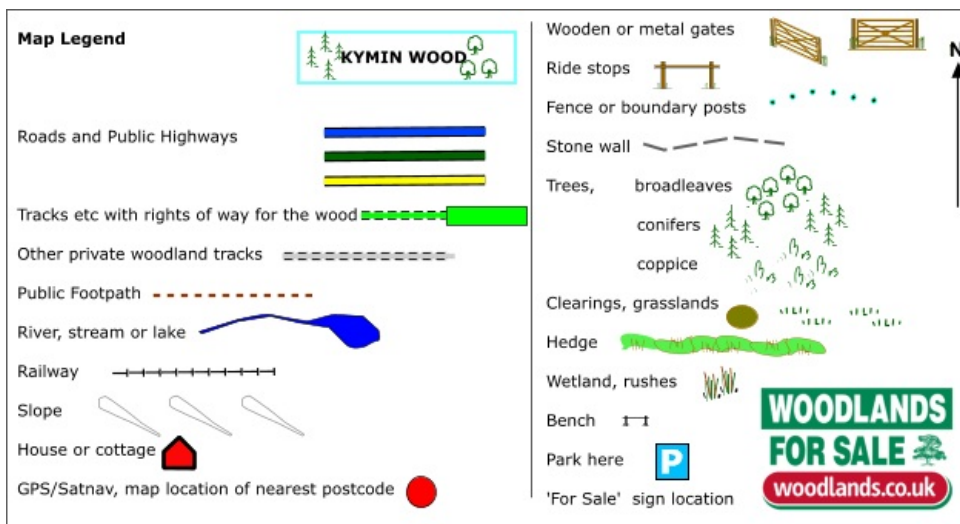 Map Legend
KYMIN WOOD
Roads and Public Highways
Tracks etc with rights of way for the wood
Other private woodland tracks
Public Footpath
River, stream or lake
Railway
Slope
House or cottage
GPS/Satnav, map location of nearest postcode
Wooden or metal gates
Ride stops
Fence or boundary posts
Stone wall
Trees, broadleaves
conifers
coppice
Clearings, grasslands
Hedge
Wetland, rushes
Bench
Park here P
'For Sale' sign location
N
WOODLANDS
FOR SALE
woodlands.co.uk